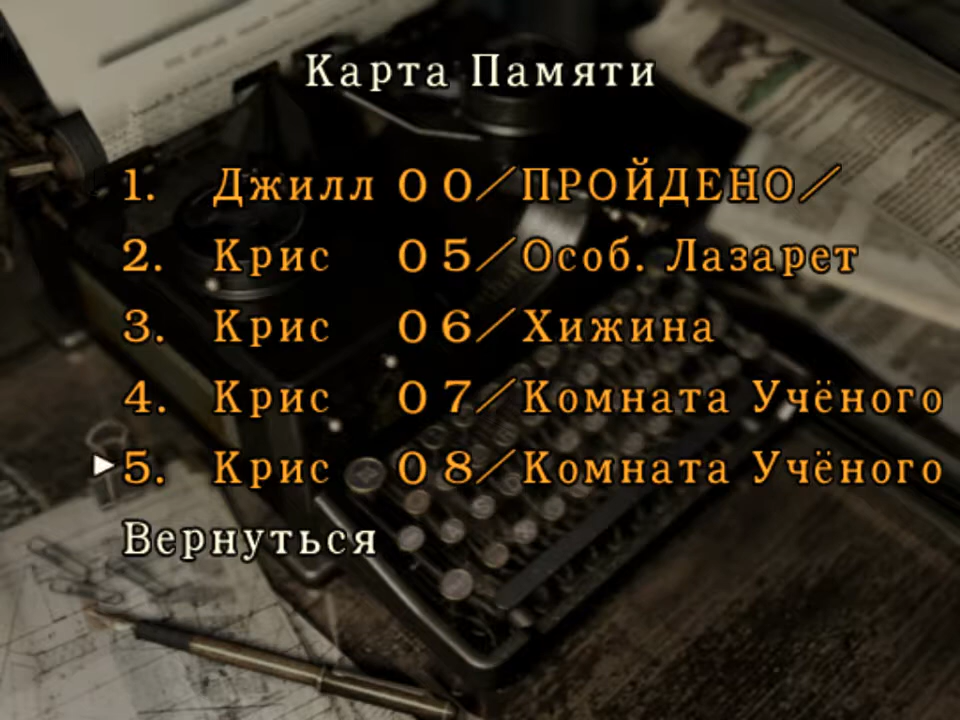 Карта Памяти
1. Джилл 00／ПРОЙДЕНО／
2. Крис 05／Особ. Лазарет
3. Крис 06／Хижина
4. Крис 07／Комната Учёного
▶5. Крис 08／Комната Учёного
Вернуться